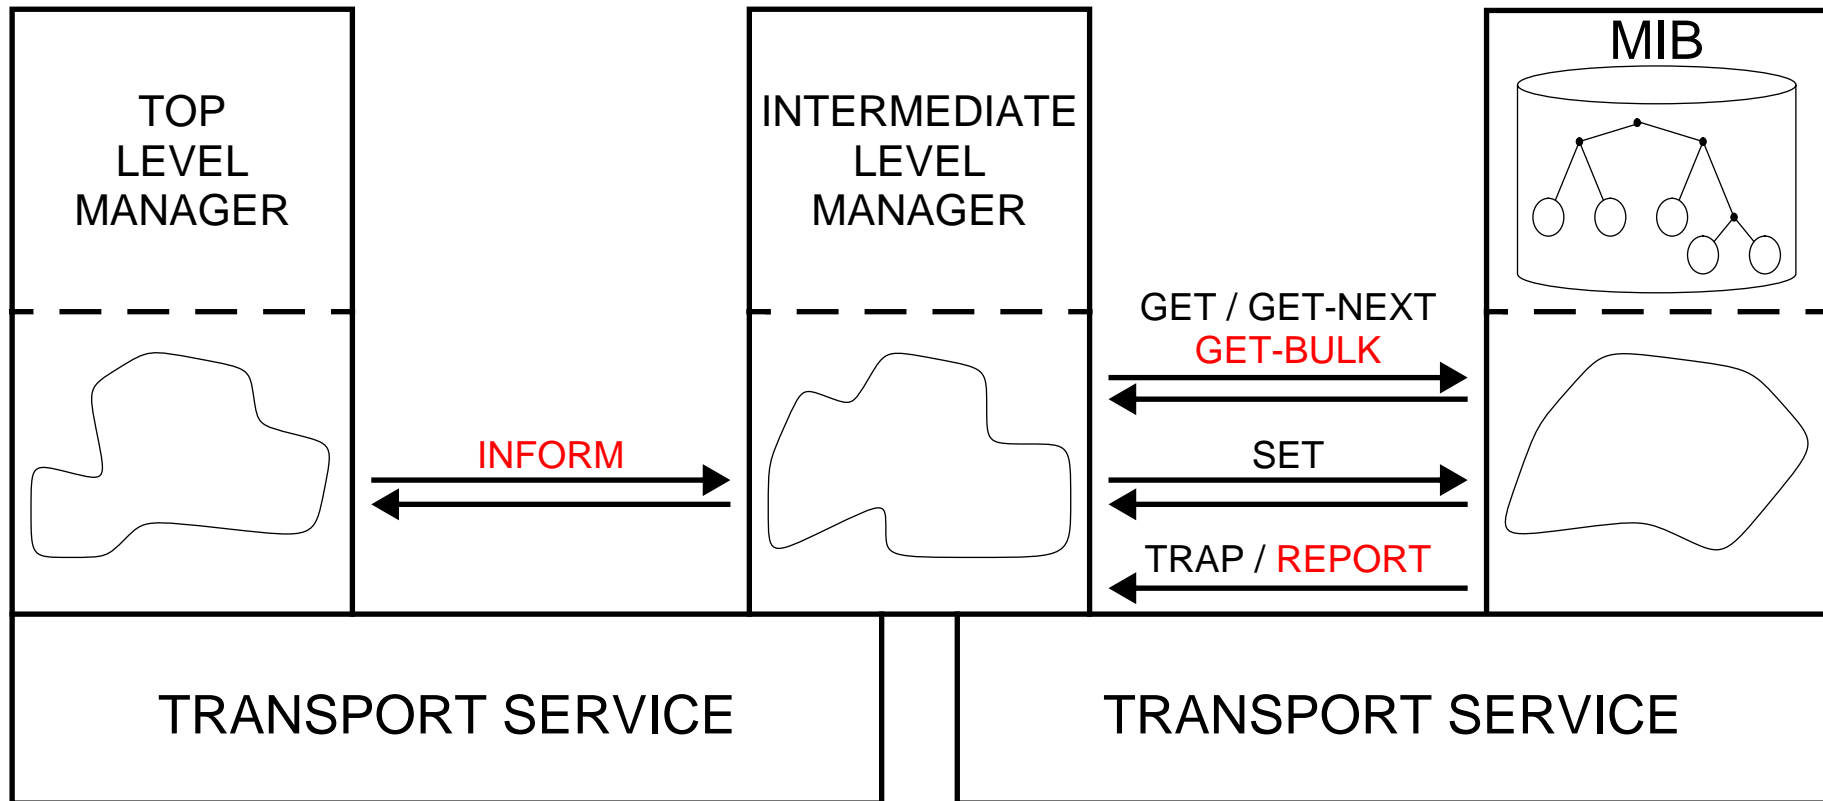 TOP
LEVEL
MANAGER
INTERMEDIATE
LEVEL
MANAGER
MIB
GET / GET-NEXT
GET-BULK
INFORM
SET
TRAP / REPORT
TRANSPORT SERVICE
TRANSPORT SERVICE